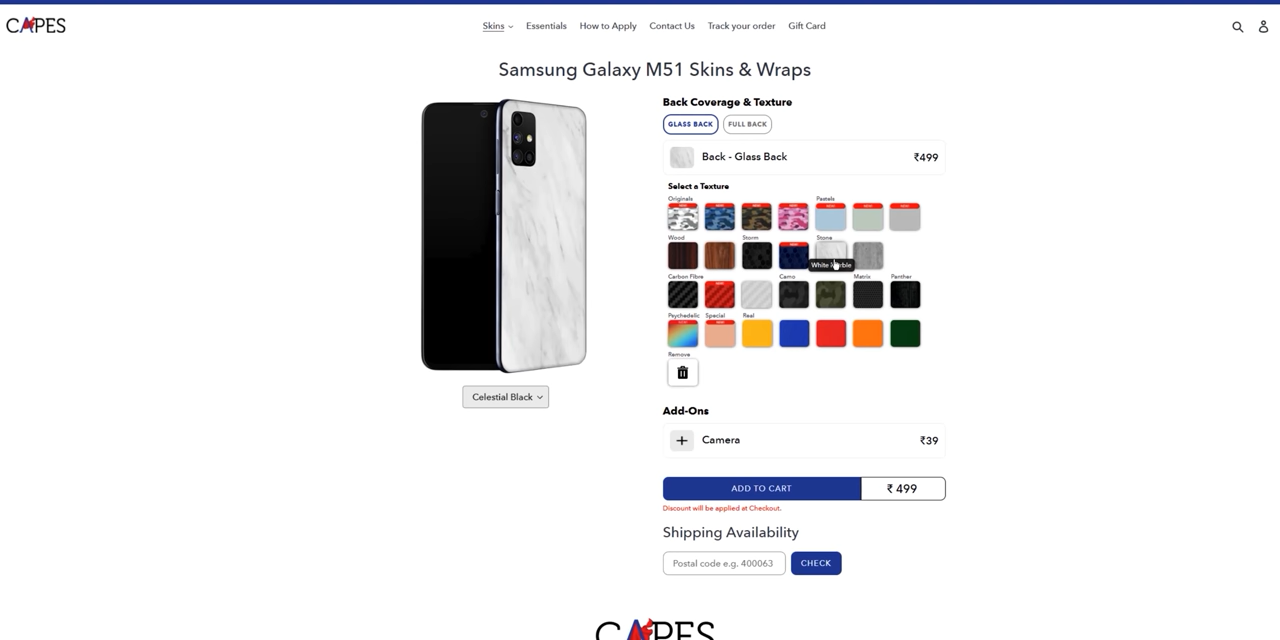 CAPES
Skins Essentials How to Apply Contact Us Track your order Gift Card
Samsung Galaxy M51 Skins & Wraps
Back Coverage & Texture
GLASS BACK FULL BACK
Back - Glass Back ₹499
Select a Texture
Originals Pastels
Wood Storm Stone
White Marble
Carbon Fibre Camo Matrix Panther
Psychedelic Special Real
Remove
Celestial Black
Add-Ons
Camera ₹39
ADD TO CART ₹ 499
Discount will be applied at Checkout.
Shipping Availability
Postal code e.g. 400063 CHECK
CAPES